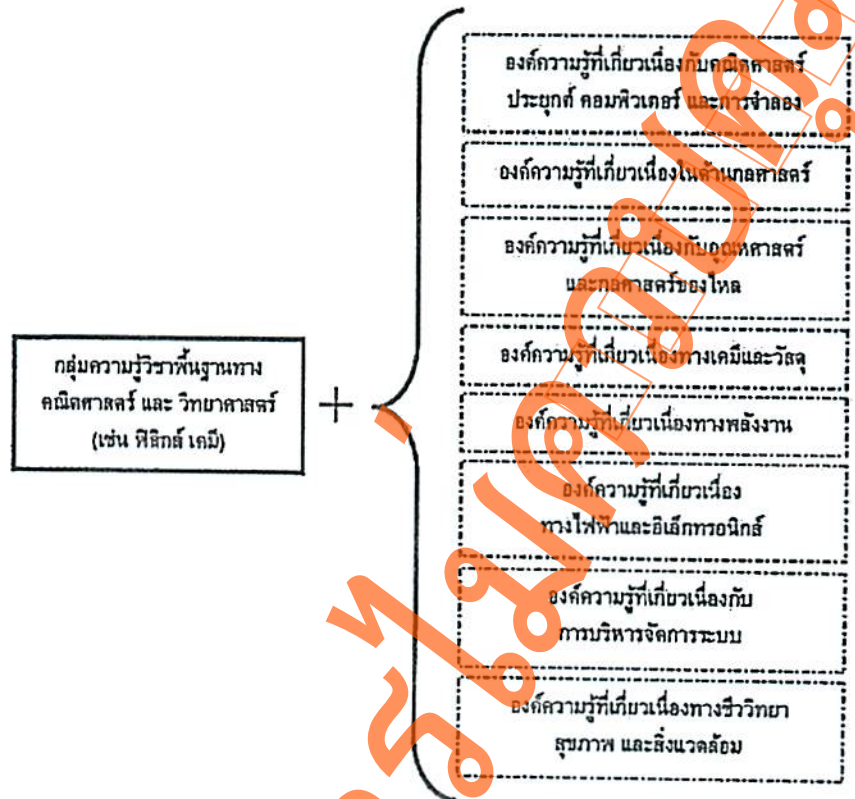 กลุ่มความรู้วิชาพื้นฐานทาง
คณิตศาสตร์ และ วิทยาศาสตร์
(เช่น ฟิสิกส์ เคมี)
+
องค์ความรู้ที่เกี่ยวเนื่องกับคณิตศาสตร์
ประยุกต์ คอมพิวเตอร์ และการจำลอง
องค์ความรู้ที่เกี่ยวเนื่องในด้านกลศาสตร์
องค์ความรู้ที่เกี่ยวเนื่องกับอุณหศาสตร์
และกลศาสตร์ของไหล
องค์ความรู้ที่เกี่ยวเนื่องทางเคมีและวัสดุ
องค์ความรู้ที่เกี่ยวเนื่องทางพลังงาน
องค์ความรู้ที่เกี่ยวเนื่อง
ทางไฟฟ้าและอิเล็กทรอนิกส์
องค์ความรู้ที่เกี่ยวเนื่องกับ
การบริหารจัดการระบบ
องค์ความรู้ที่เกี่ยวเนื่องทางชีววิทยา
สุขภาพ และสิ่งแวดล้อม